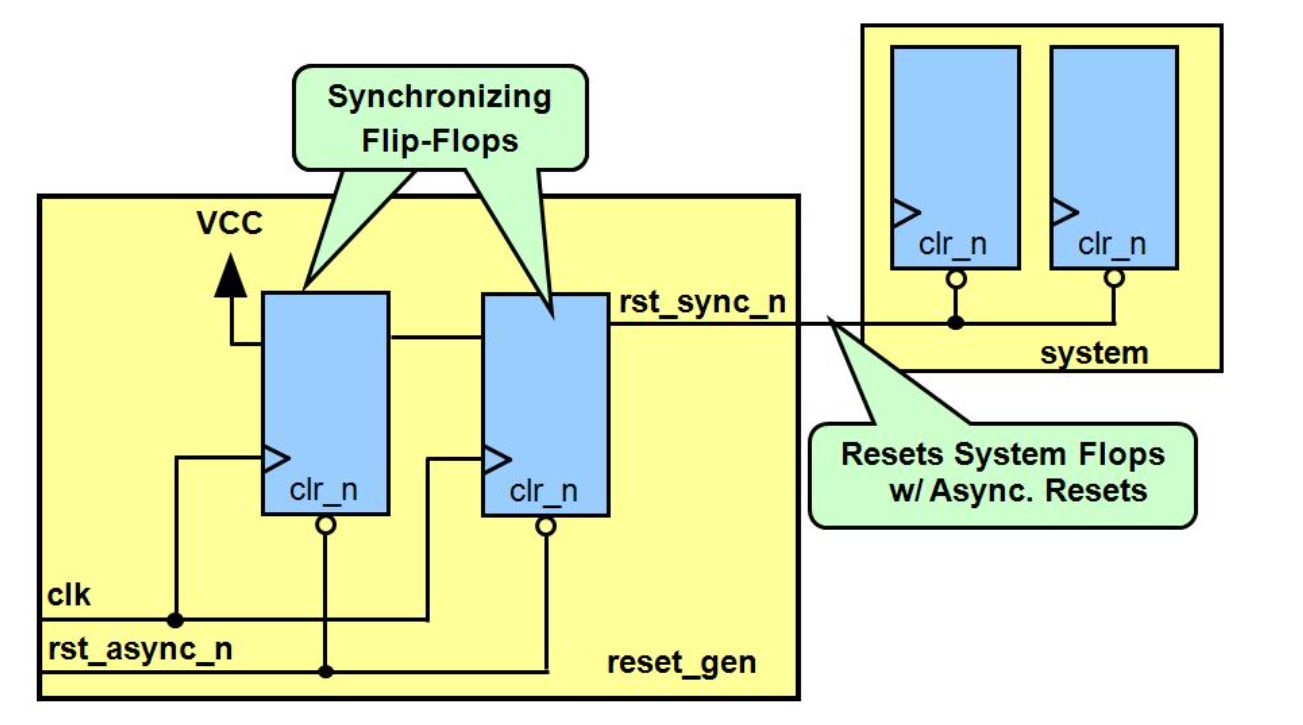 Synchronizing
Flip-Flops
VCC
clr_n
clr_n
clk
rst_async_n
reset_gen
rst_sync_n
clr_n
clr_n
system
Resets System Flops
w/ Async. Resets